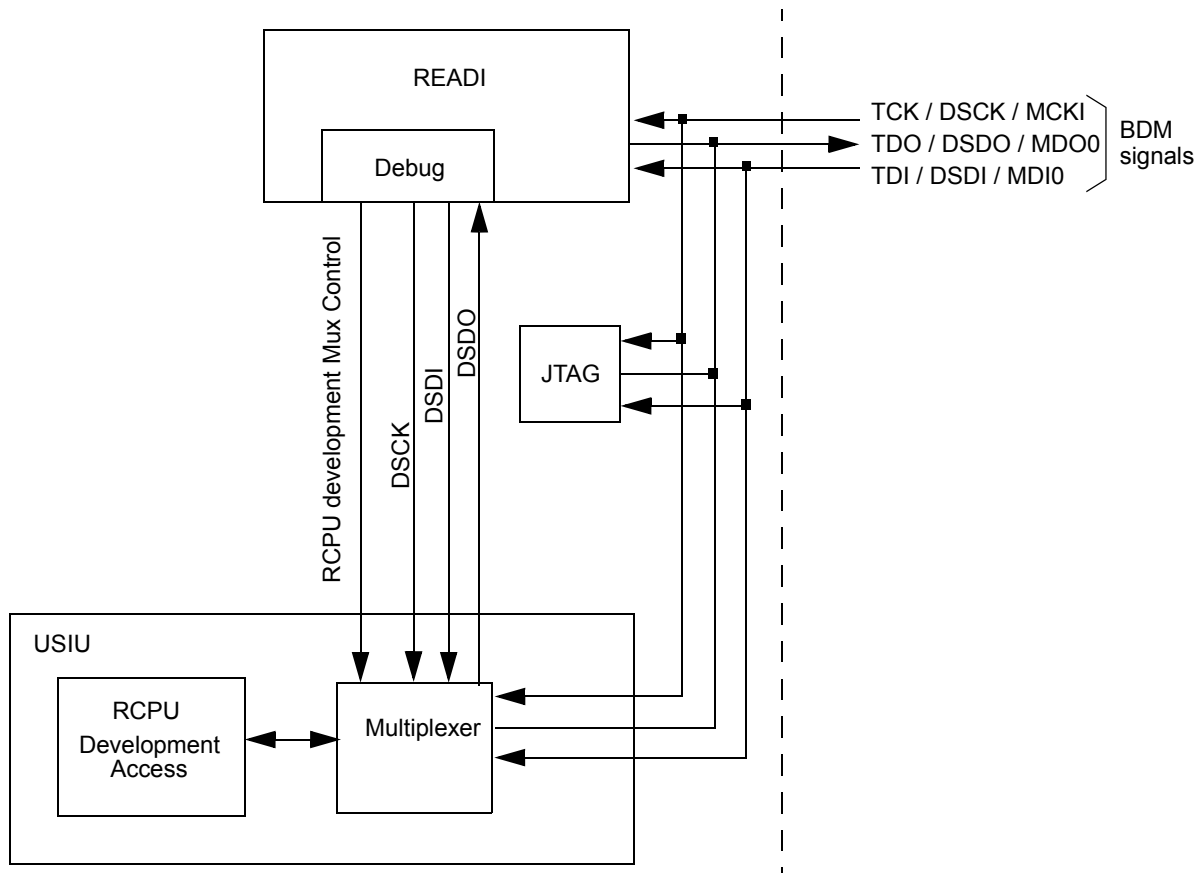 READI
Debug
TCK / DSCK / MCKI
TDO / DSDO / MDO0
TDI / DSDI / MDI0
BDM
signals
RCPU development Mux Control
DSCK
DSDI
DSDO
JTAG
USIU
RCPU
Development
Access
Multiplexer